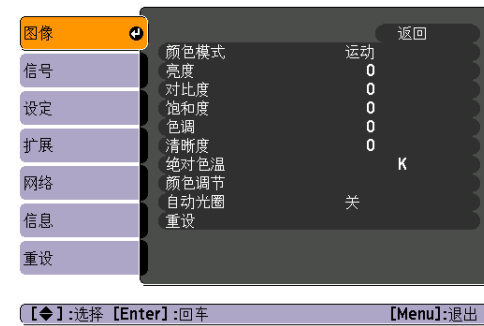 图像
信号
设定
扩展
网络
信息
重设
返回
颜色模式 运动
亮度 0
对比度 0
饱和度 0
色调 0
清晰度 0
绝对色温 K
颜色调节
自动光圈 关
重设
[◆]:选择 [Enter]:回车 [Menu]:退出